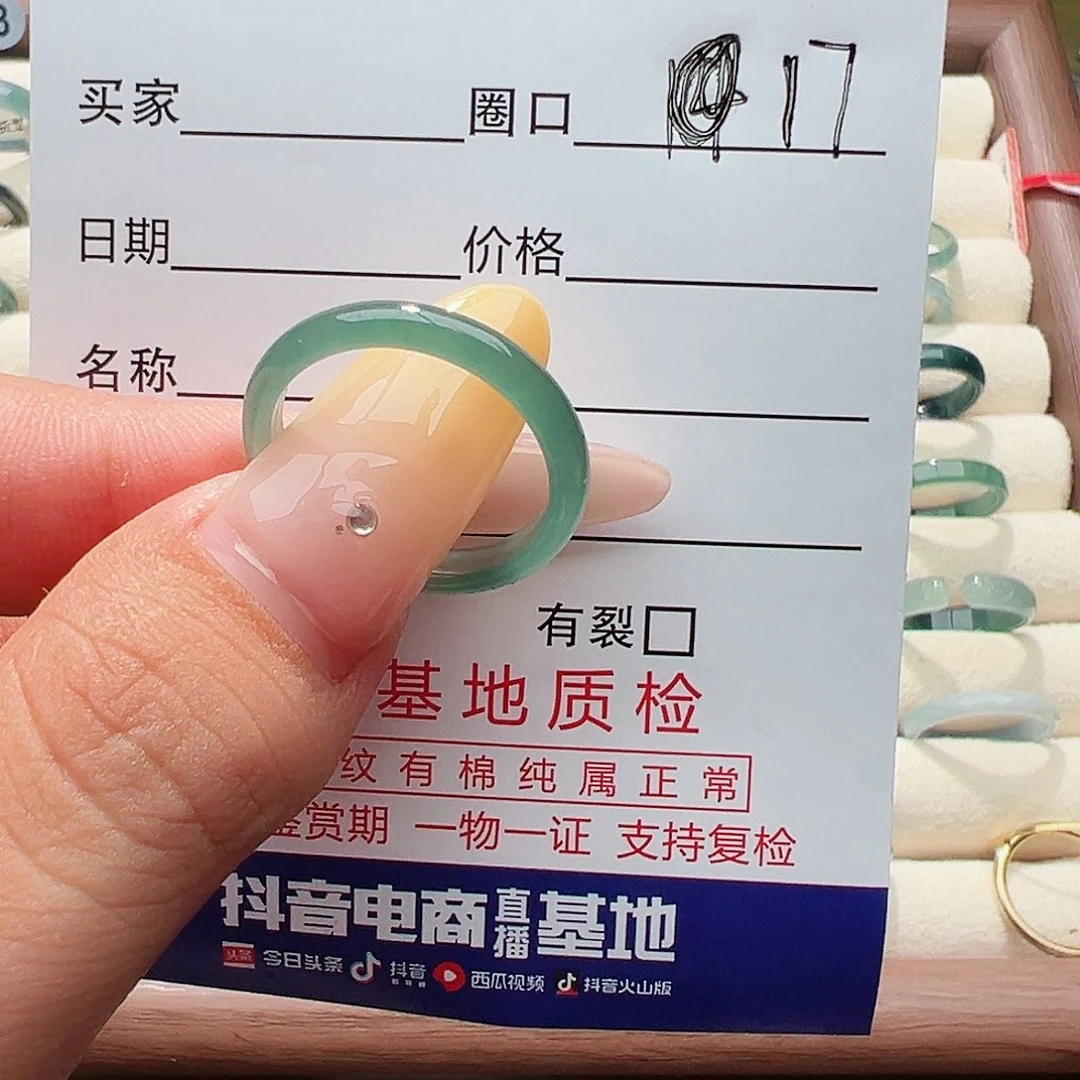 买家 圈口 17
日期 价格
名称
有裂
基地质检
纹有棉纯属正常
鉴赏期 一物一证 支持复检
抖音电商直播基地
头条 今日头条 抖音 西瓜视频 抖音火山版